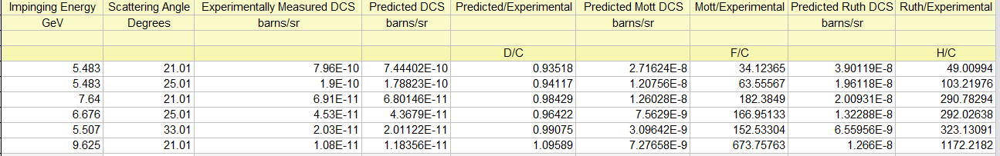 Impinging Energy Scattering Angle Experimentally Measured DCS Predicted DCS Predicted/Experimental Predicted Mott DCS Mott/Experimental Predicted Ruth DCS Ruth/Experimental
GeV Degrees barns/sr barns/sr barns/sr barns/sr
D/C F/C H/C
5.483 21.01 7.96E-10 7.44402E-10 0.93518 2.71624E-8 34.12365 3.90119E-8 49.00994
5.483 25.01 1.9E-10 1.78823E-10 0.94117 1.20756E-8 63.55567 1.96118E-8 103.21976
7.64 21.01 6.91E-11 6.80146E-11 0.98429 1.26028E-8 182.3849 2.00931E-8 290.78294
6.676 25.01 4.53E-11 4.3679E-11 0.96422 7.5629E-9 166.95133 1.32288E-8 292.02638
5.507 33.01 2.03E-11 2.01122E-11 0.99075 3.09642E-9 152.53304 6.55956E-9 323.13091
9.625 21.01 1.08E-11 1.18356E-11 1.09589 7.27658E-9 673.75763 1.266E-8 1172.2182